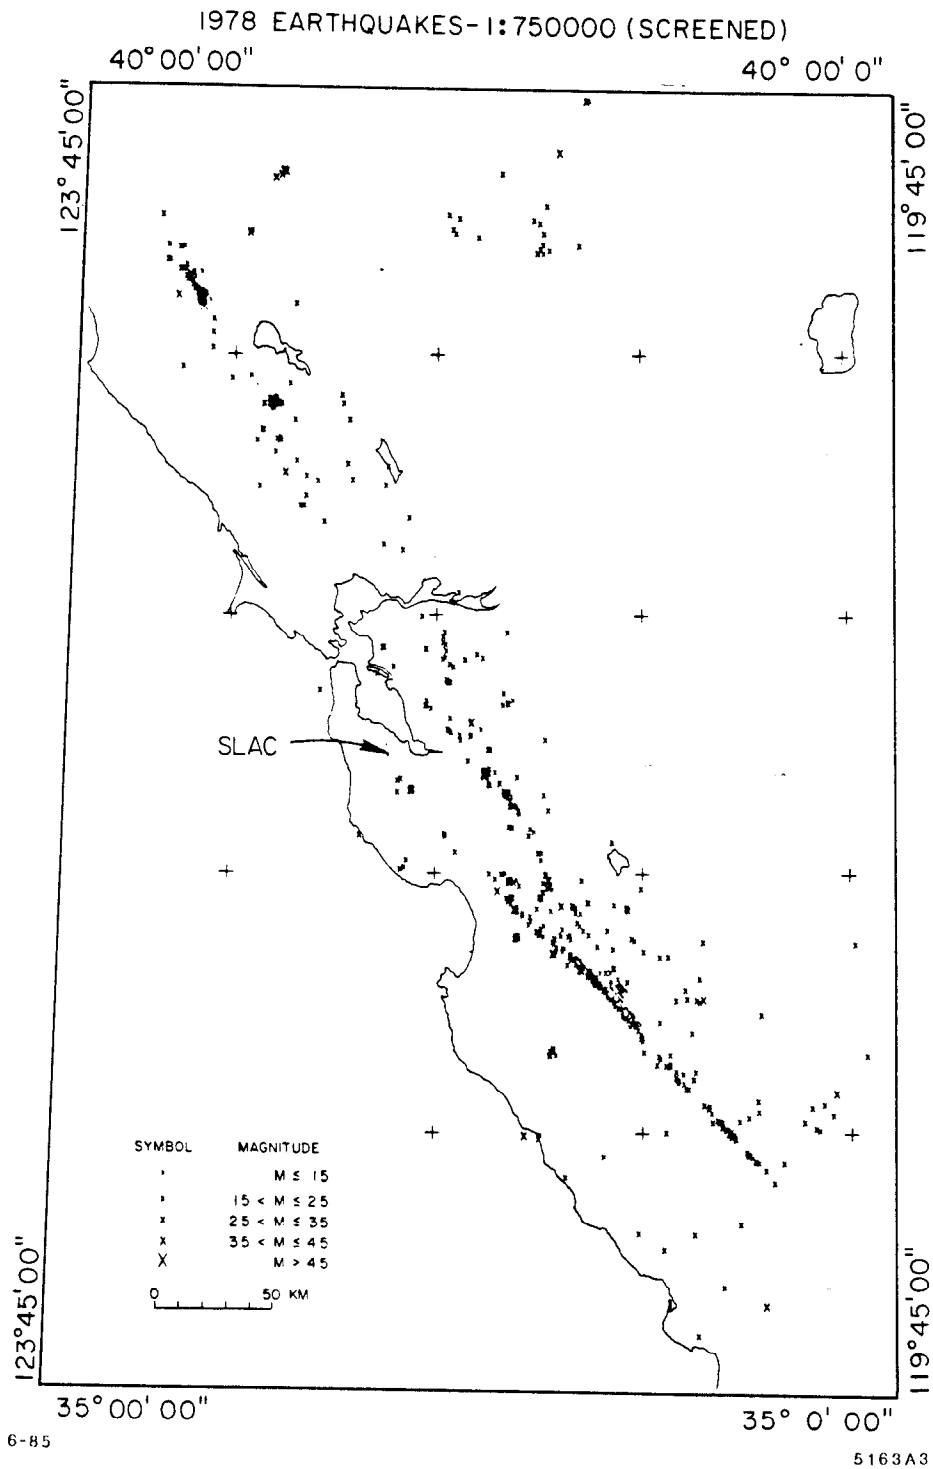 1978 EARTHQUAKES-1:750000 (SCREENED)
40°00'00" 40° 00' 0"
123° 45' 00" 119° 45' 00"
SLAC
SYMBOL MAGNITUDE
M ≤ 15
15 < M ≤ 25
25 < M ≤ 35
35 < M ≤ 45
X M > 45
0 50 KM
123°45'00" 119°45'00"
35°00'00" 35° 0' 00"
6-85
5163A3